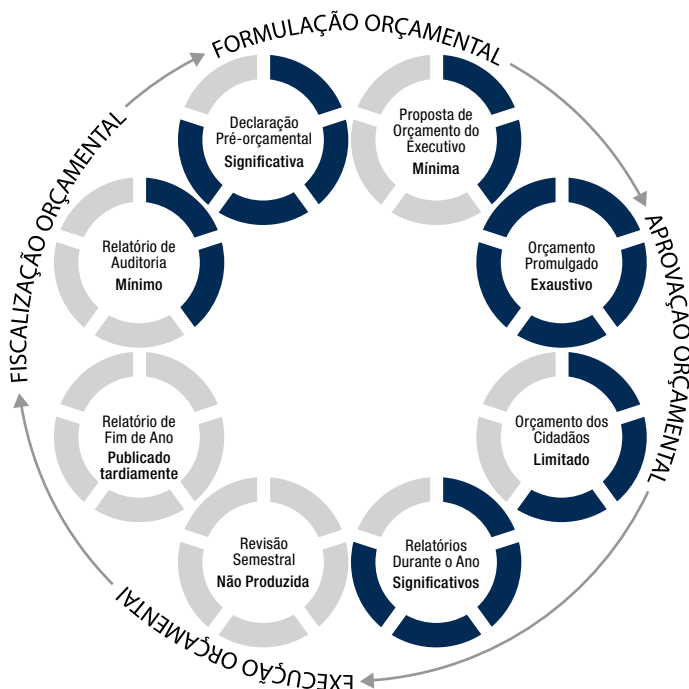 FORMULAÇÃO ORÇAMENTAL
Declaração
Pré-orçamental
Significativa
Proposta de
Orçamento do
Executivo
Mínima
APROVAÇÃO ORÇAMENTAL
Orçamento
Promulgado
Exaustivo
Orçamento dos
Cidadãos
Limitado
Relatórios
Durante o Ano
Significativos
EXECUÇÃO ORÇAMENTAL
Revisão
Semestral
Não Produzida
Relatório de
Fim de Ano
Publicado
tardiamente
FISCALIZAÇÃO ORÇAMENTAL
Relatório de
Auditoria
Mínimo